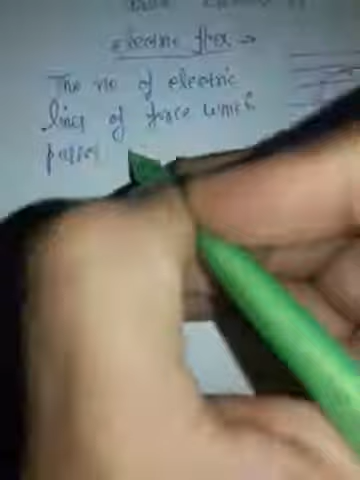 electric flux →
The no of electric
lines of force which
passes